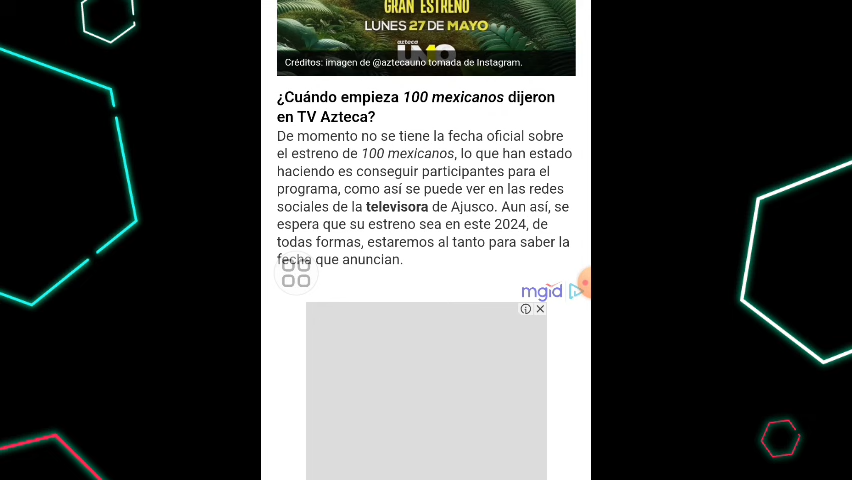 GRAN ESTRENO
LUNES 27 DE MAYO
azteca
UNO
Créditos: imagen de @aztecauno tomada de Instagram.
¿Cuándo empieza 100 mexicanos dijeron
en TV Azteca?
De momento no se tiene la fecha oficial sobre
el estreno de 100 mexicanos, lo que han estado
haciendo es conseguir participantes para el
programa, como así se puede ver en las redes
sociales de la televisora de Ajusco. Aun así, se
espera que su estreno sea en este 2024, de
todas formas, estaremos al tanto para saber la
fecha que anuncian.
mgid